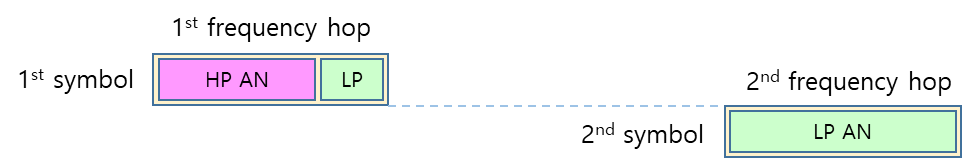 1st frequency hop
1st symbol
HP AN
LP
2nd frequency hop
2nd symbol
LP AN